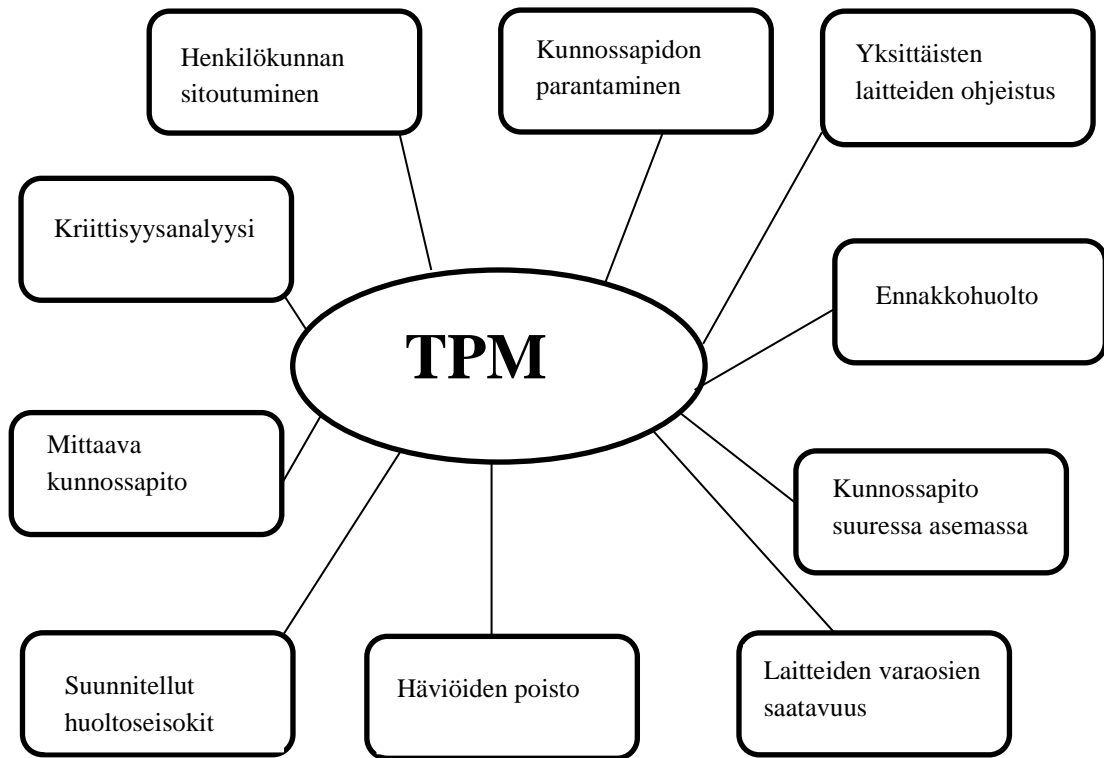 Henkilökunnan
sitoutuminen
Kunnossapidon
parantaminen
Yksittäisten
laitteiden ohjeistus
Kriittisyysanalyysi
Ennakkohuolto
TPM
Mittaava
kunnossapito
Kunnossapito
suuressa asemassa
Suunnitellut
huoltoseisokit
Häviöiden poisto
Laitteiden varaosien
saatavuus